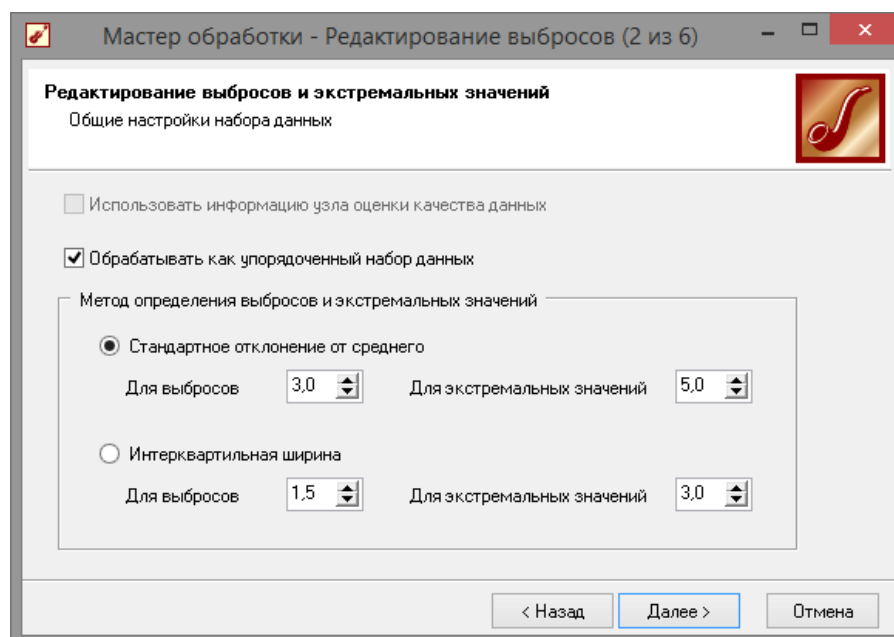 Мастер обработки - Редактирование выбросов (2 из 6)
Редактирование выбросов и экстремальных значений
Общие настройки набора данных
Использовать информацию узла оценки качества данных
Обрабатывать как упорядоченный набор данных
Метод определения выбросов и экстремальных значений
Стандартное отклонение от среднего
Для выбросов 3,0 Для экстремальных значений 5,0
Интерквартильная ширина
Для выбросов 1,5 Для экстремальных значений 3,0
< Назад Далее > Отмена